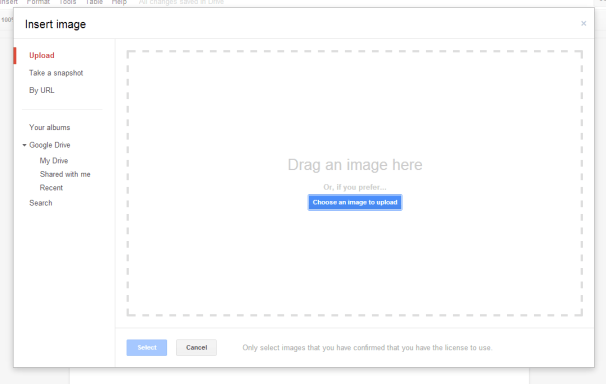 Insert Format Tools Table Help All changes saved in Drive
100%
Insert image
×
Upload
Take a snapshot
By URL
Your albums
Google Drive
My Drive
Shared with me
Recent
Search
Drag an image here
Or, if you prefer...
Choose an image to upload
Select Cancel Only select images that you have confirmed that you have the license to use.